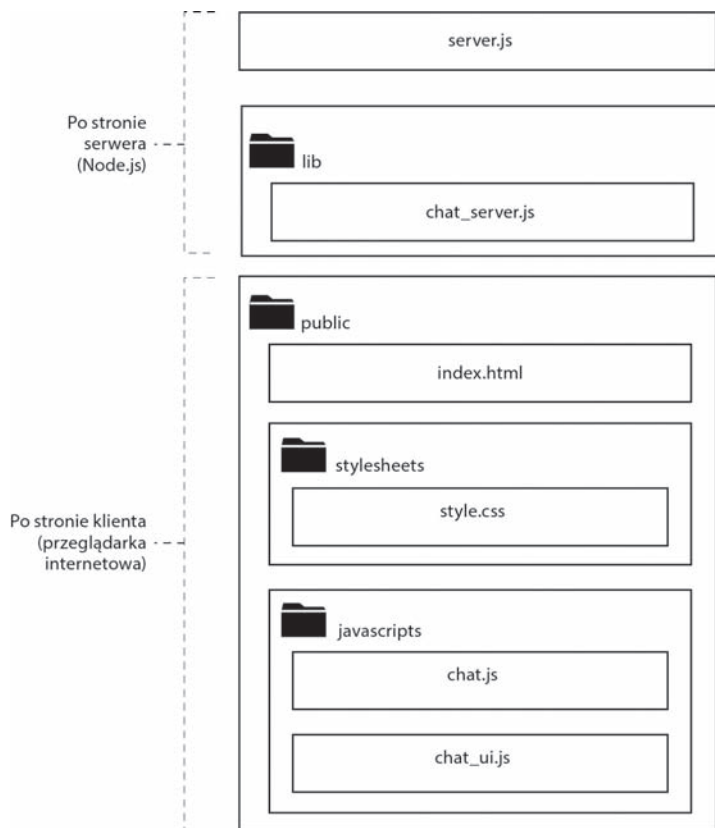 server.js
Po stronie
serwera
(Node.js)
lib
chat_server.js
public
index.html
stylesheets
style.css
Po stronie klienta
(przeglądarka
internetowa)
javascripts
chat.js
chat_ui.js